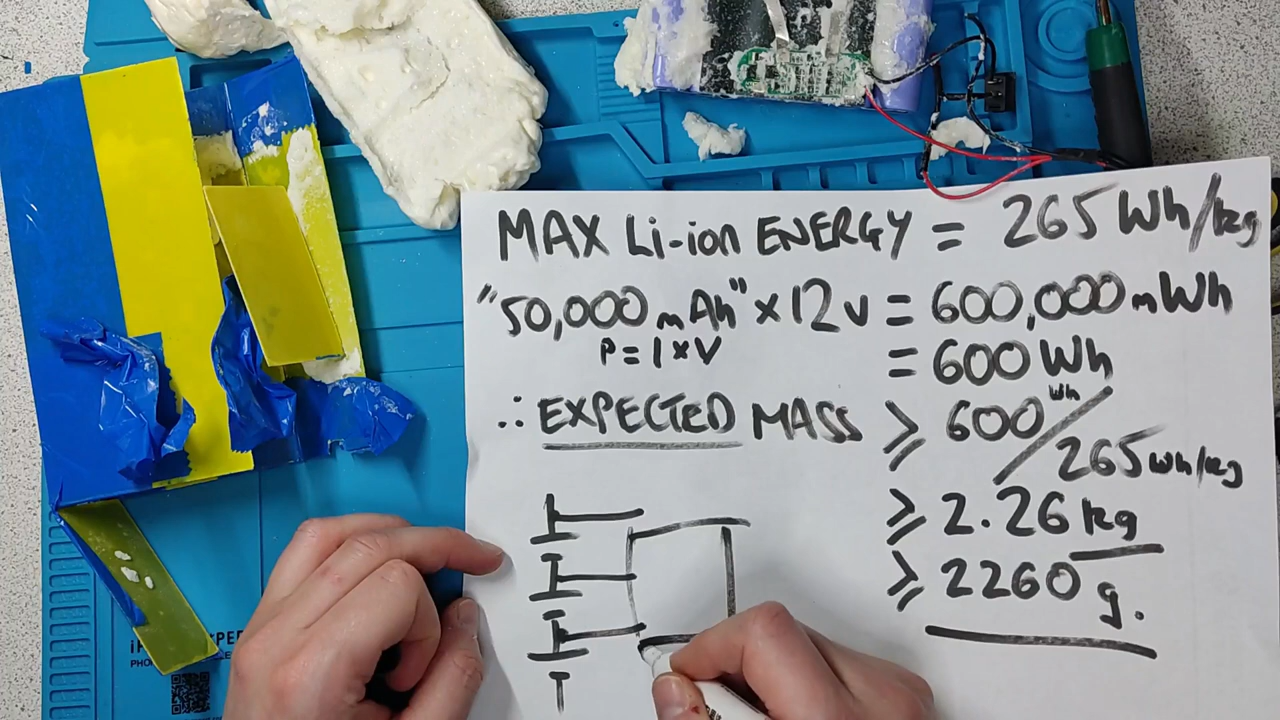 MAX Li-ion ENERGY = 265 Wh/kg
"50,000 mAh" × 12 v = 600,000 mWh
P = I × V
= 600 Wh
∴ EXPECTED MASS ⩾ 600 Wh / 265 Wh/kg
⩾ 2.26 kg
⩾ 2260 g.
PHON